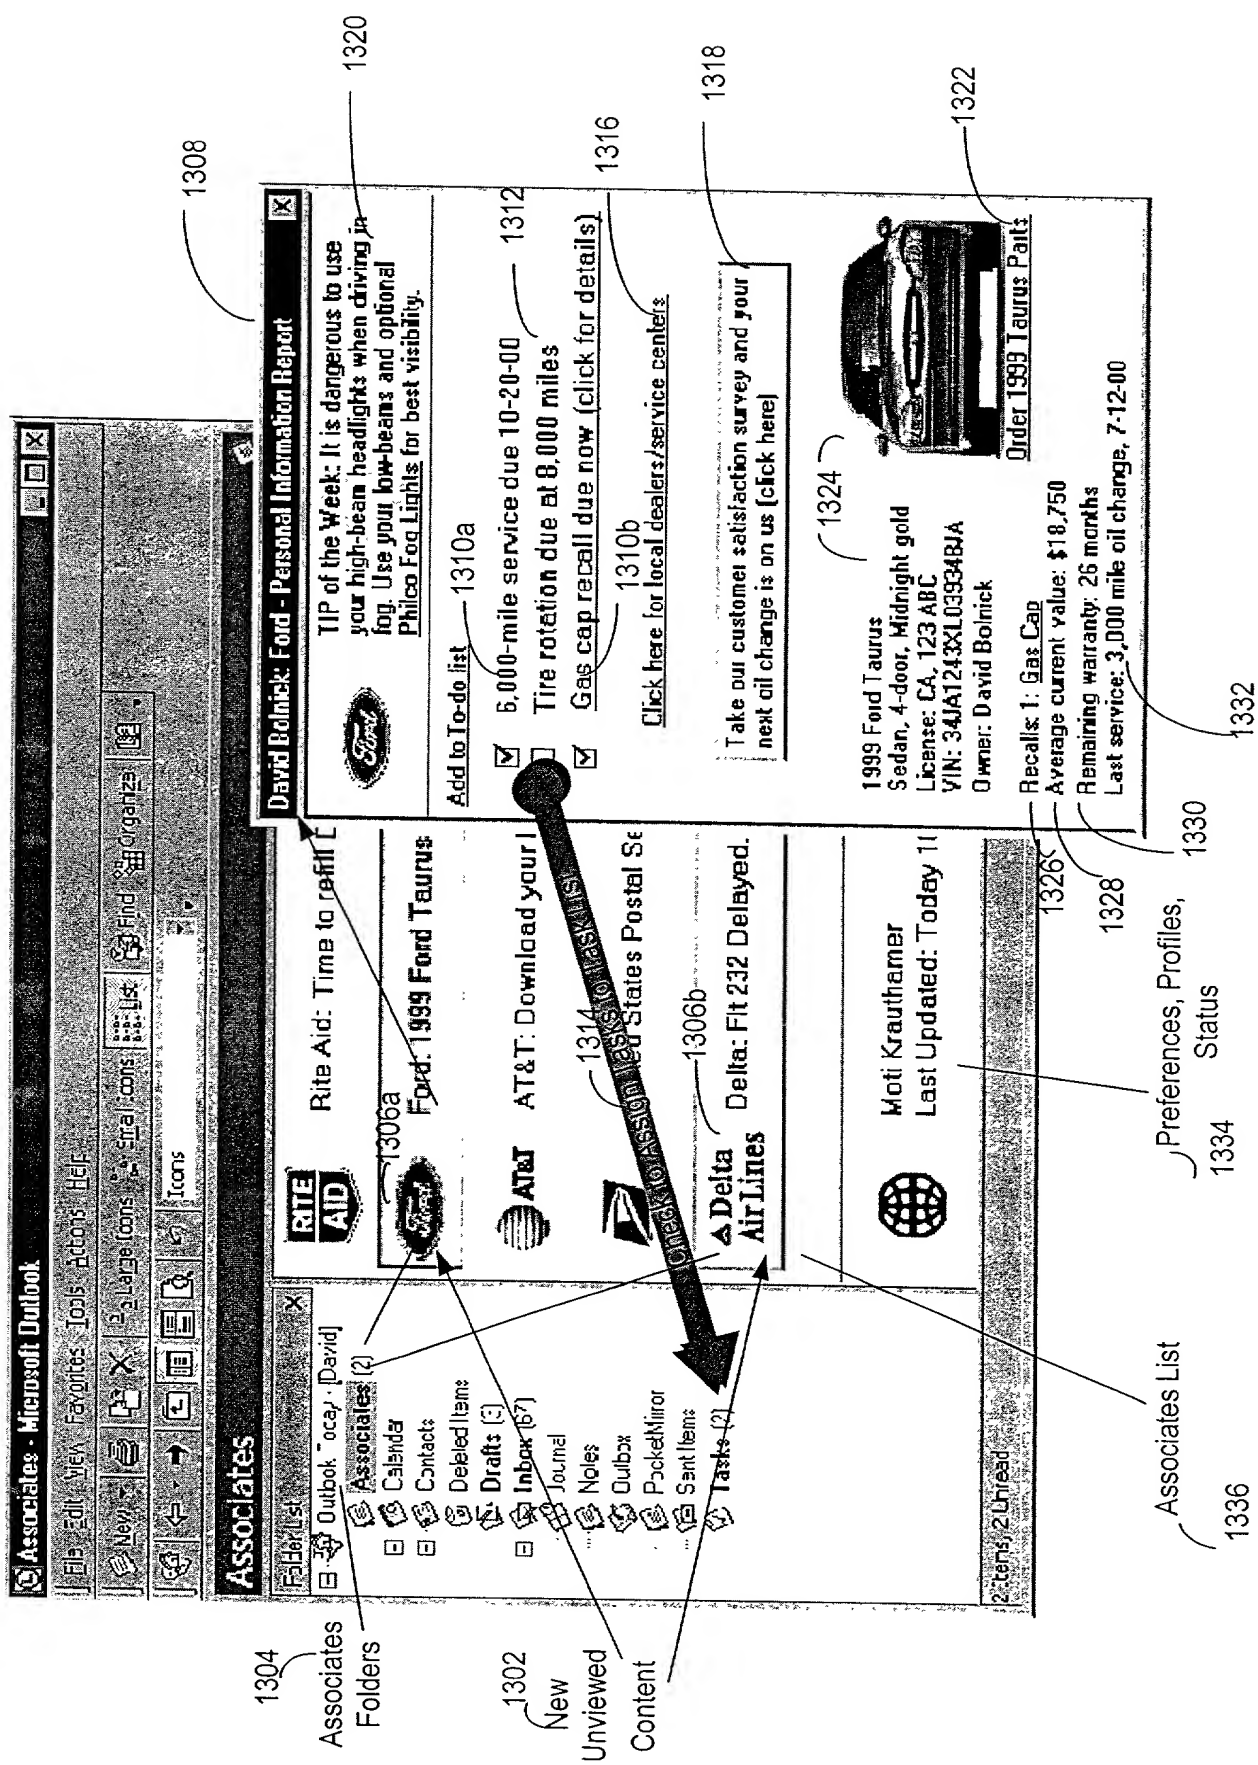 Associates - Microsoft Outlook
File Edit View Favorites Tools Actions Help
New Large Icons Small Icons List Find Organize
Icons
Associates
Folder List X
Outlook Today - [David]
Associates (2)
Calendar
Contacts
Deleted Items
Drafts (3)
Inbox (67)
Journal
Notes
Outbox
PocketMirror
Sent Items
Tasks (2)
RITE AID
Rite Aid: Time to refill
Ford
Ford: 1999 Ford Taurus
AT&T
AT&T: Download your
ed States Postal Se
Delta
Air Lines
Delta: Flt 232 Delayed.
Moti Krauthamer
Last Updated: Today
Items, 2 Unread
Check to Assign Tasks to Task List
David Bolnick: Ford - Personal Information Report X
Ford
TIP of the Week: It is dangerous to use
your high-beam headlights when driving in
fog. Use your low-beams and optional
Philco Fog Lights for best visibility.
Add to To-do list
6,000-mile service due 10-20-00
Tire rotation due at 8,000 miles
Gas cap recall due now (click for details)
Click here for local dealers/service centers
Take our customer satisfaction survey and your
next oil change is on us (click here)
1999 Ford Taurus
Sedan, 4-door, Midnight gold
License: CA, 123 ABC
VIN: 34JA1243XL03934BJA
Owner: David Bolnick
Order 1999 Taurus Parts
Recalls: 1: Gas Cap
Average current value: $18,750
Remaining warranty: 26 months
Last service: 3,000 mile oil change, 7-12-00
1304
Associates
Folders
1302
New
Unviewed
Content
1306a
1306b
1308
1310a
1310b
1312
1314
1316
1318
1320
1322
1324
1326
1328
1330
1332
Preferences, Profiles,
Status
1334
Associates List
1336